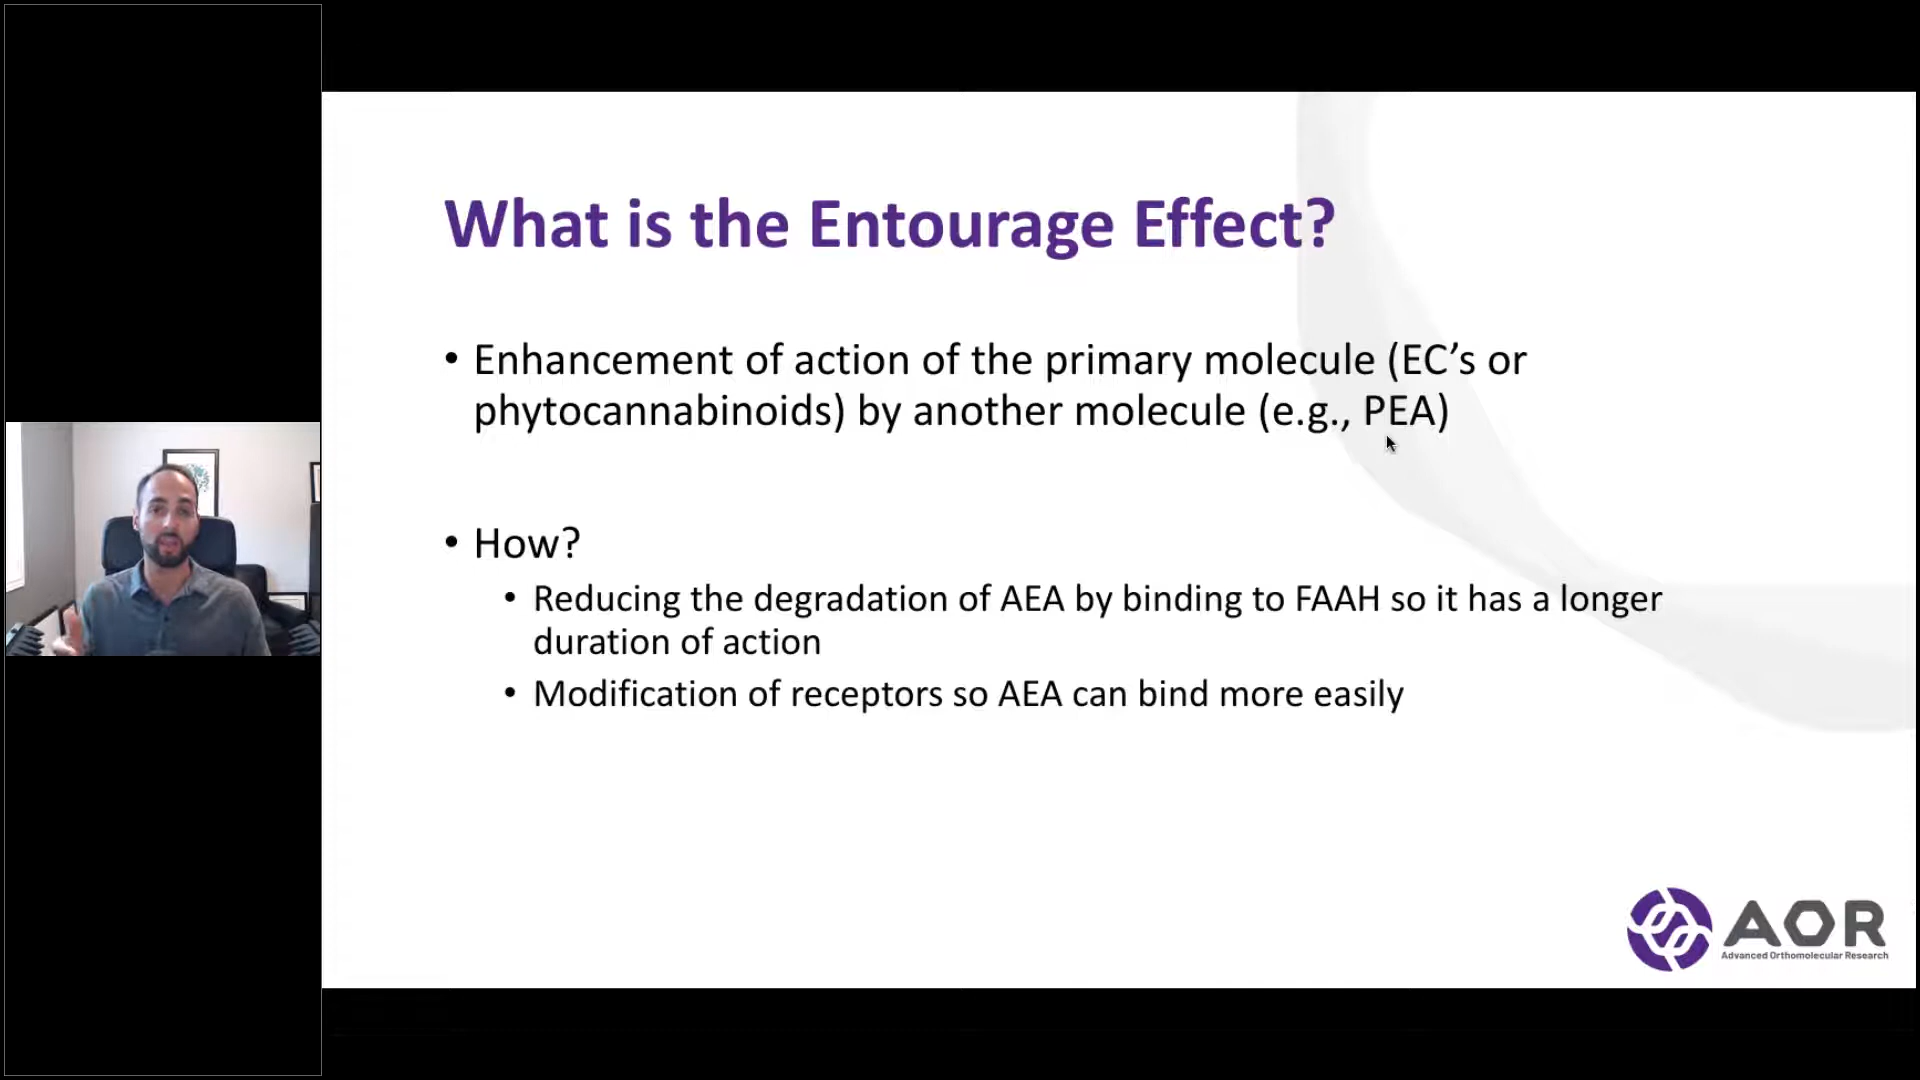 What is the Entourage Effect?
• Enhancement of action of the primary molecule (EC’s or
phytocannabinoids) by another molecule (e.g., PEA)
• How?
• Reducing the degradation of AEA by binding to FAAH so it has a longer
duration of action
• Modification of receptors so AEA can bind more easily
AOR
Advanced Orthomolecular Research